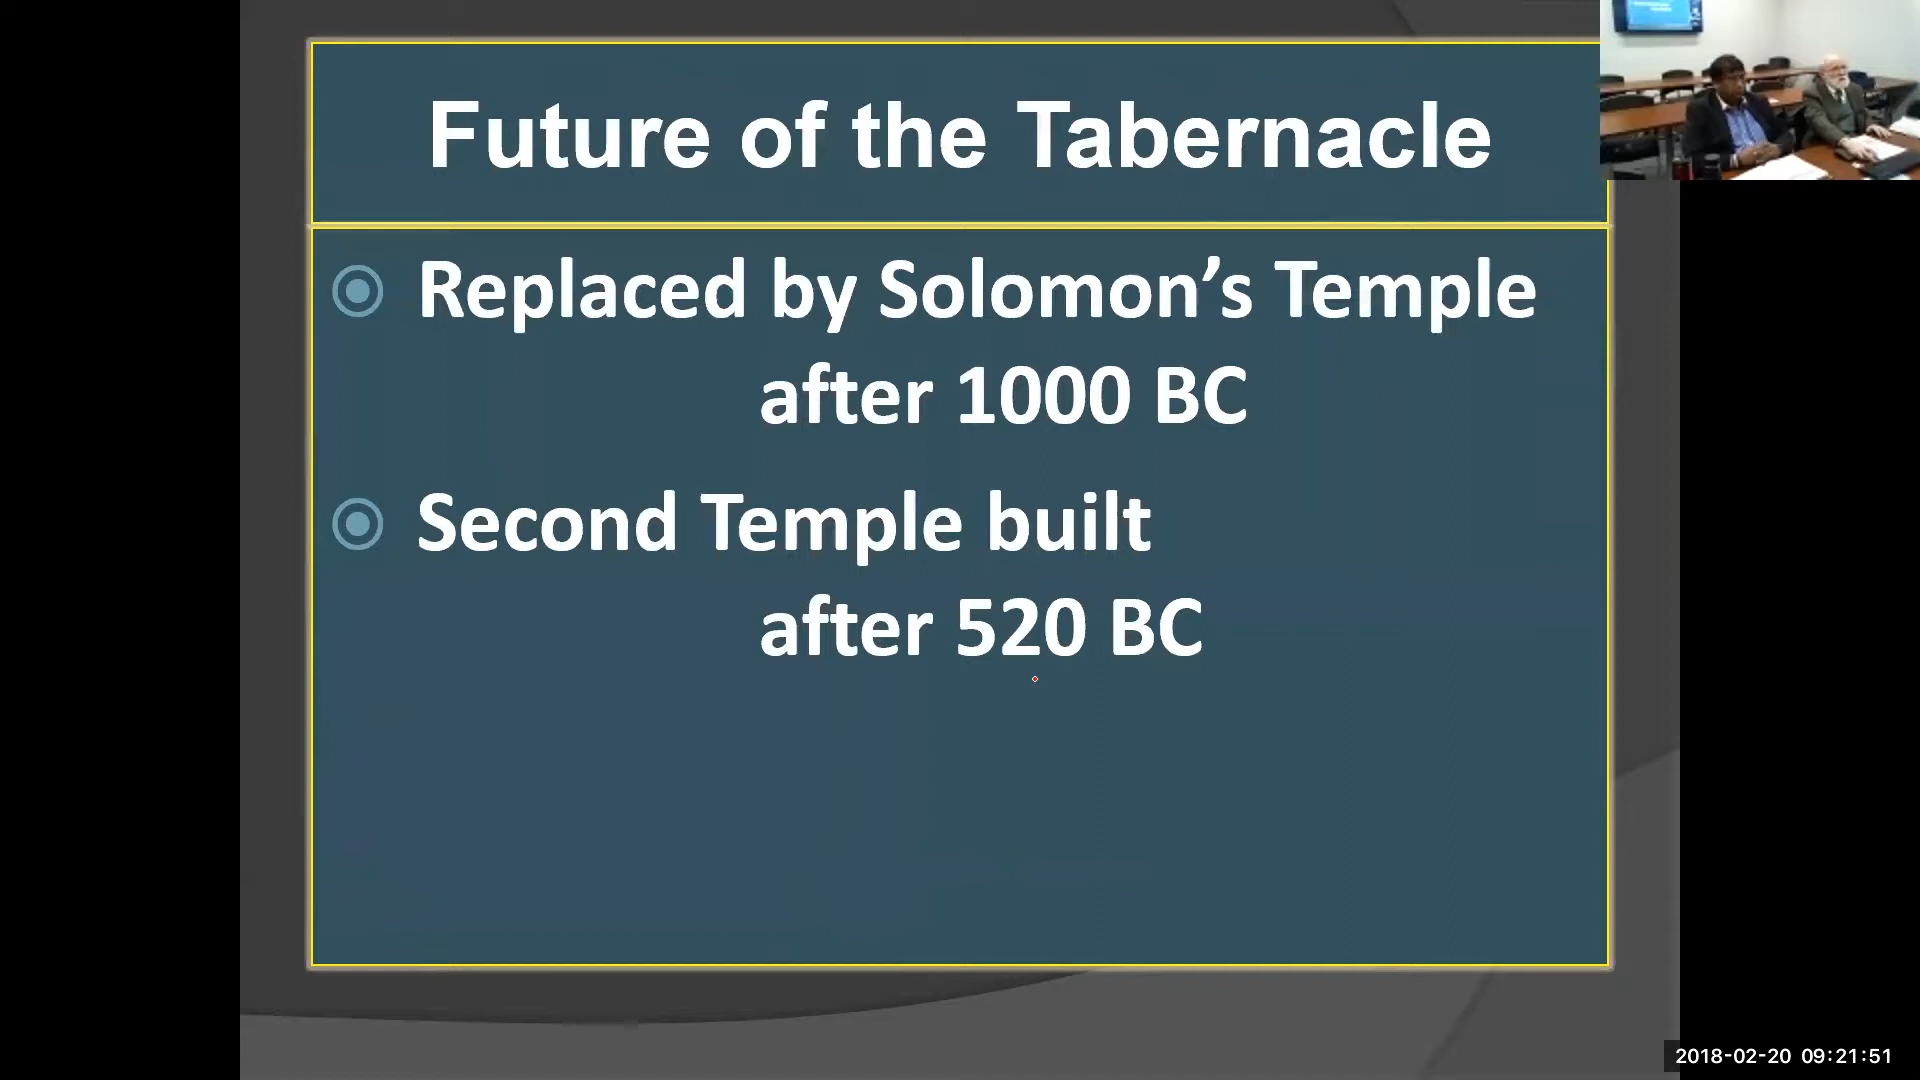 Future of the Tabernacle
Replaced by Solomon’s Temple
after 1000 BC
Second Temple built
after 520 BC
2018-02-20 09:21:51